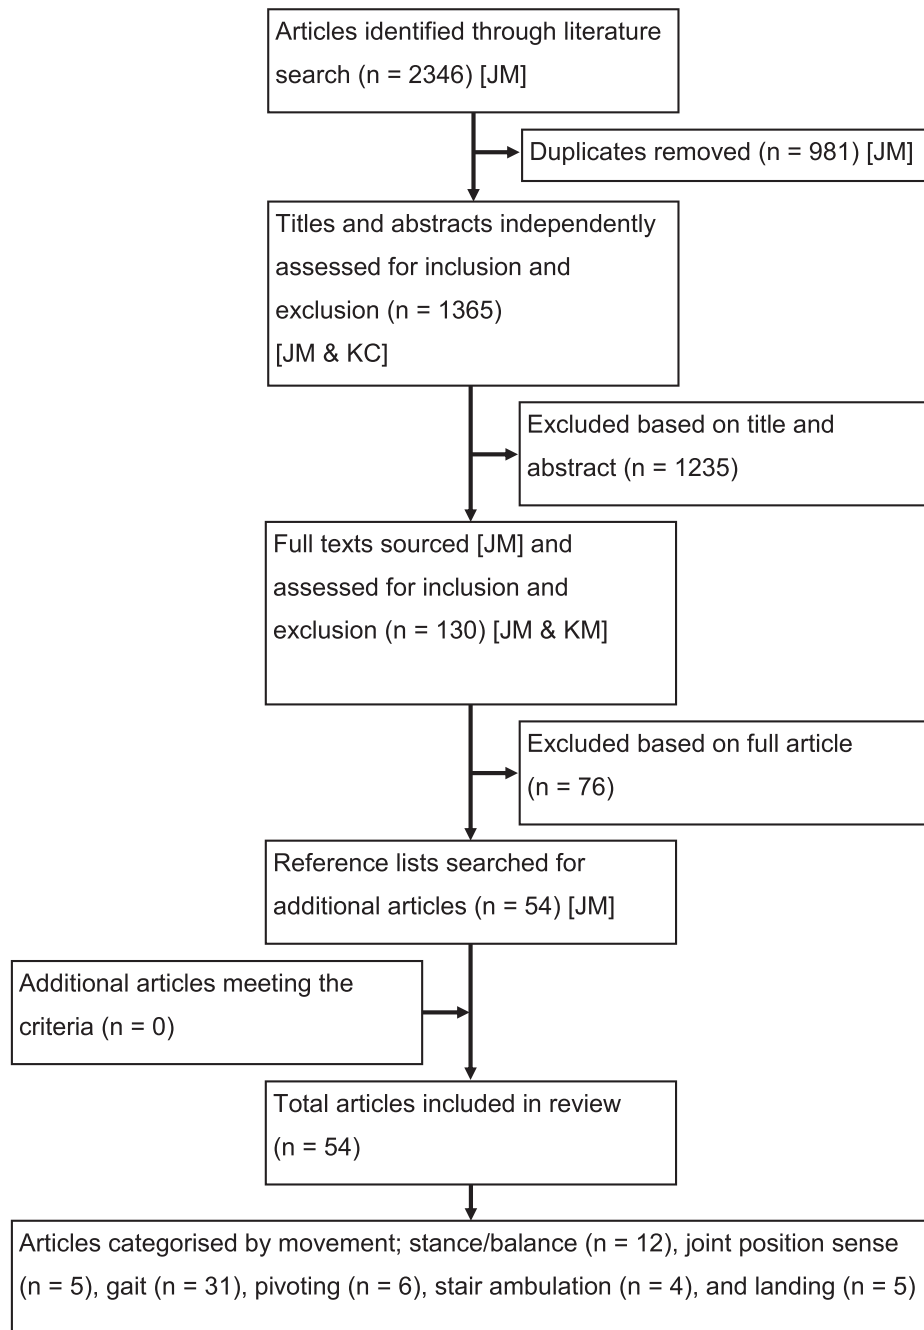 Articles identified through literature
search (n = 2346) [JM]
Duplicates removed (n = 981) [JM]
Titles and abstracts independently
assessed for inclusion and
exclusion (n = 1365)
[JM & KC]
Excluded based on title and
abstract (n = 1235)
Full texts sourced [JM] and
assessed for inclusion and
exclusion (n = 130) [JM & KM]
Excluded based on full article
(n = 76)
Reference lists searched for
additional articles (n = 54) [JM]
Additional articles meeting the
criteria (n = 0)
Total articles included in review
(n = 54)
Articles categorised by movement; stance/balance (n = 12), joint position sense
(n = 5), gait (n = 31), pivoting (n = 6), stair ambulation (n = 4), and landing (n = 5)